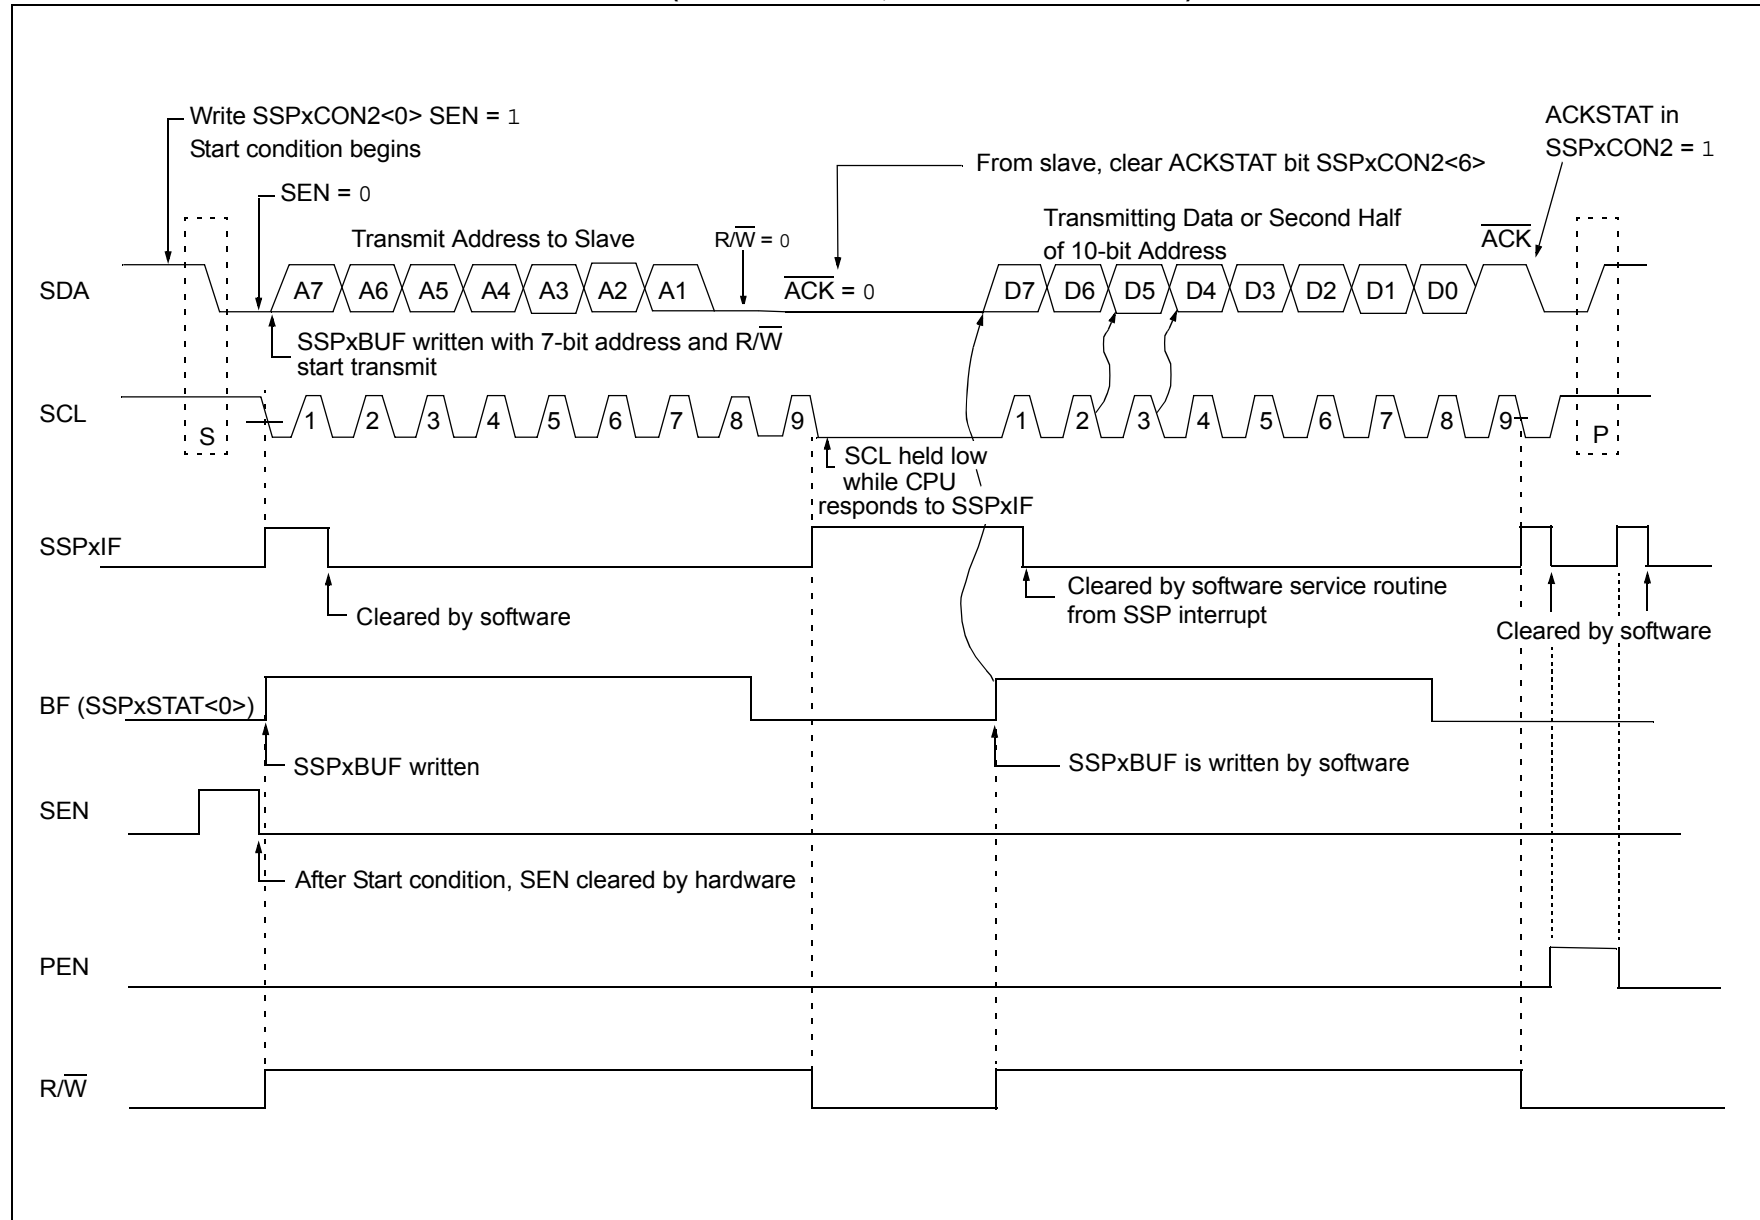 Write SSPxCON2<0> SEN = 1
Start condition begins
ACKSTAT in
SSPxCON2 = 1
From slave, clear ACKSTAT bit SSPxCON2<6>
SEN = 0
Transmit Address to Slave
R/W̅ = 0
Transmitting Data or Second Half
of 10-bit Address
A̅C̅K̅
SDA
A7 A6 A5 A4 A3 A2 A1
A̅C̅K̅ = 0
D7 D6 D5 D4 D3 D2 D1 D0
SSPxBUF written with 7-bit address and R/W̅
start transmit
SCL
S
1 2 3 4 5 6 7 8 9
1 2 3 4 5 6 7 8 9
P
SCL held low
while CPU
responds to SSPxIF
SSPxIF
Cleared by software
Cleared by software service routine
from SSP interrupt
Cleared by software
BF (SSPxSTAT<0>)
SSPxBUF written
SSPxBUF is written by software
SEN
After Start condition, SEN cleared by hardware
PEN
R/W̅